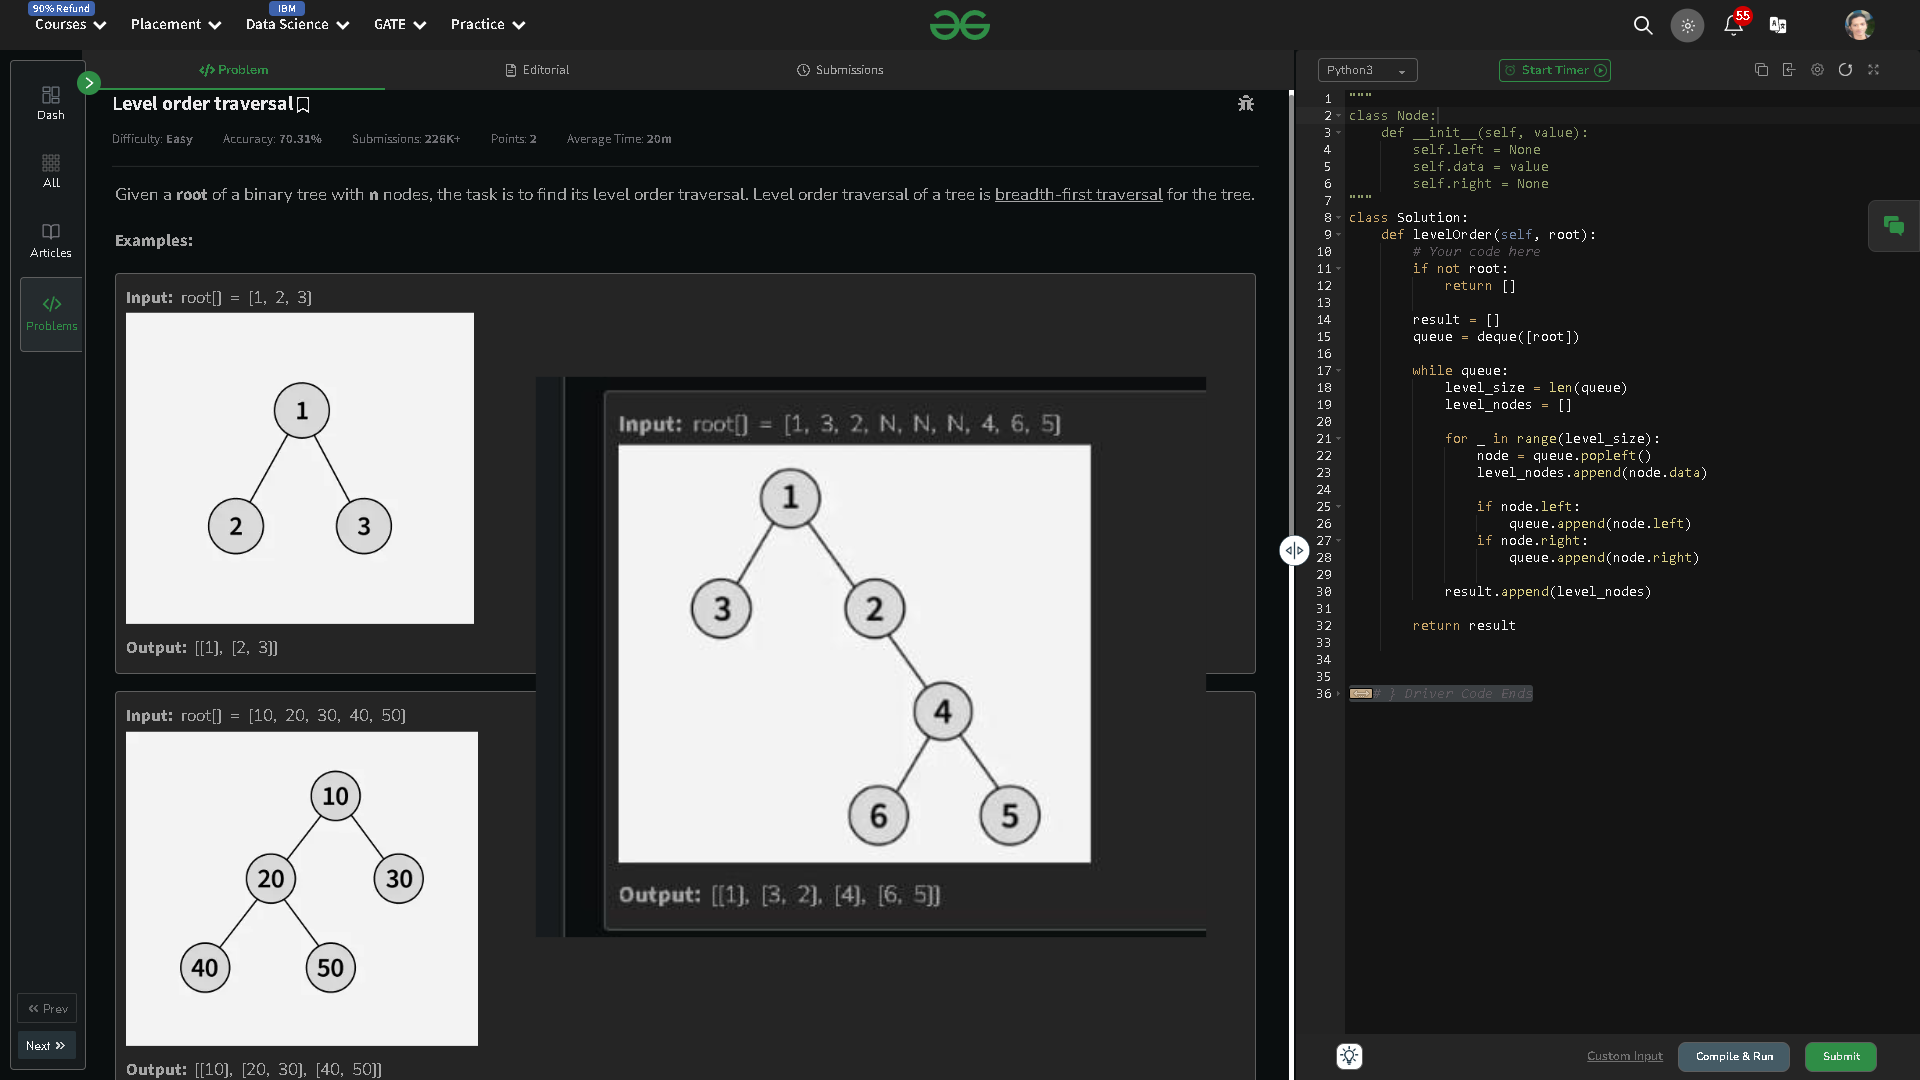 90% Refund
IBM
Courses
Placement
Data Science
GATE
Practice
55
Dash
All
Articles
Problems
Prev
Next
Problem
Editorial
Submissions
Level order traversal
Difficulty: Easy Accuracy: 70.31% Submissions: 226K+ Points: 2 Average Time: 20m
Given a root of a binary tree with n nodes, the task is to find its level order traversal. Level order traversal of a tree is breadth-first traversal for the tree.
Examples:
Input: root[] = [1, 2, 3]
1
2 3
Output: [[1], [2, 3]]
Input: root[] = [10, 20, 30, 40, 50]
10
20 30
40 50
Output: [[10], [20, 30], [40, 50]]
Input: root[] = [1, 3, 2, N, N, N, 4, 6, 5]
1
3 2
4
6 5
Output: [[1], [3, 2], [4], [6, 5]]
Python3
Start Timer
1 """
2 class Node:
3     def __init__(self, value):
4         self.left = None
5         self.data = value
6         self.right = None
7 """
8 class Solution:
9     def levelOrder(self, root):
10         # Your code here
11         if not root:
12             return []
13
14         result = []
15         queue = deque([root])
16
17         while queue:
18             level_size = len(queue)
19             level_nodes = []
20
21             for _ in range(level_size):
22                 node = queue.popleft()
23                 level_nodes.append(node.data)
24
25                 if node.left:
26                     queue.append(node.left)
27                 if node.right:
28                     queue.append(node.right)
29
30             result.append(level_nodes)
31
32         return result
33
34
35
36 # } Driver Code Ends
Custom Input
Compile & Run
Submit